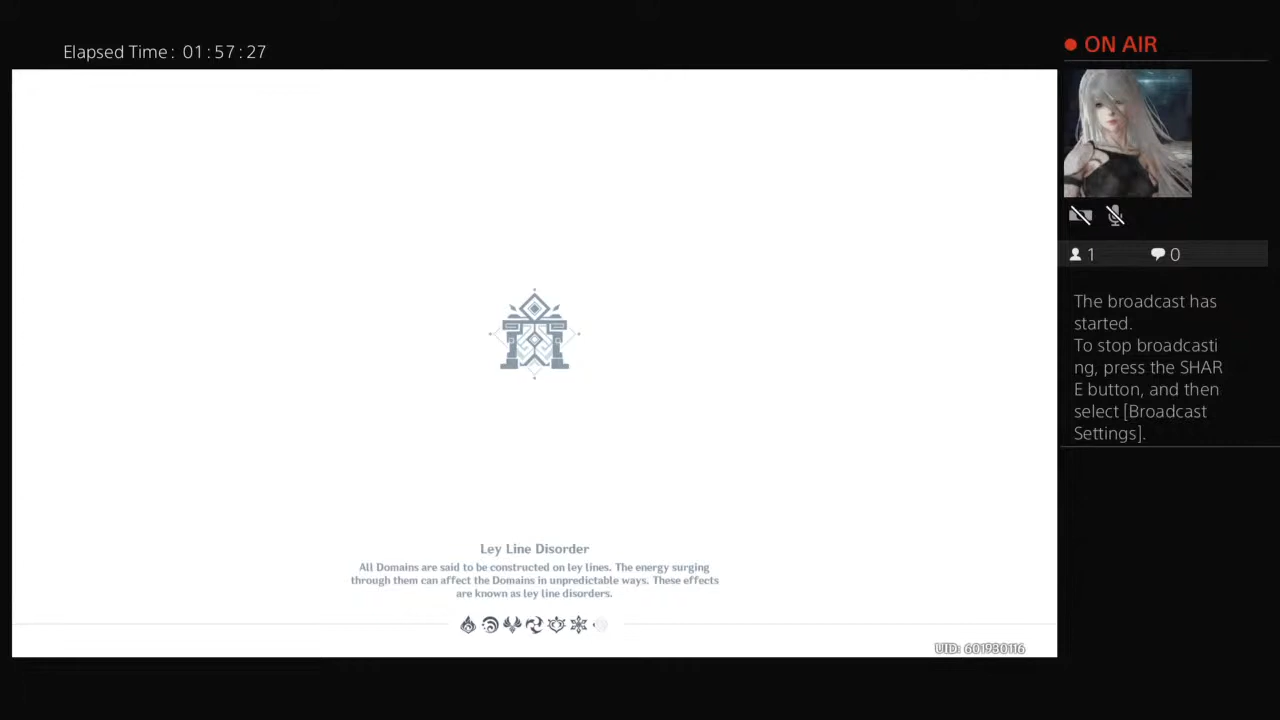 Elapsed Time: 01:57:27
ON AIR
1
0
The broadcast has
started.
To stop broadcasti
ng, press the SHAR
E button, and then
select [Broadcast
Settings].
Ley Line Disorder
All Domains are said to be constructed on ley lines. The energy surging
through them can affect the Domains in unpredictable ways. These effects
are known as ley line disorders.
UID: 601930116